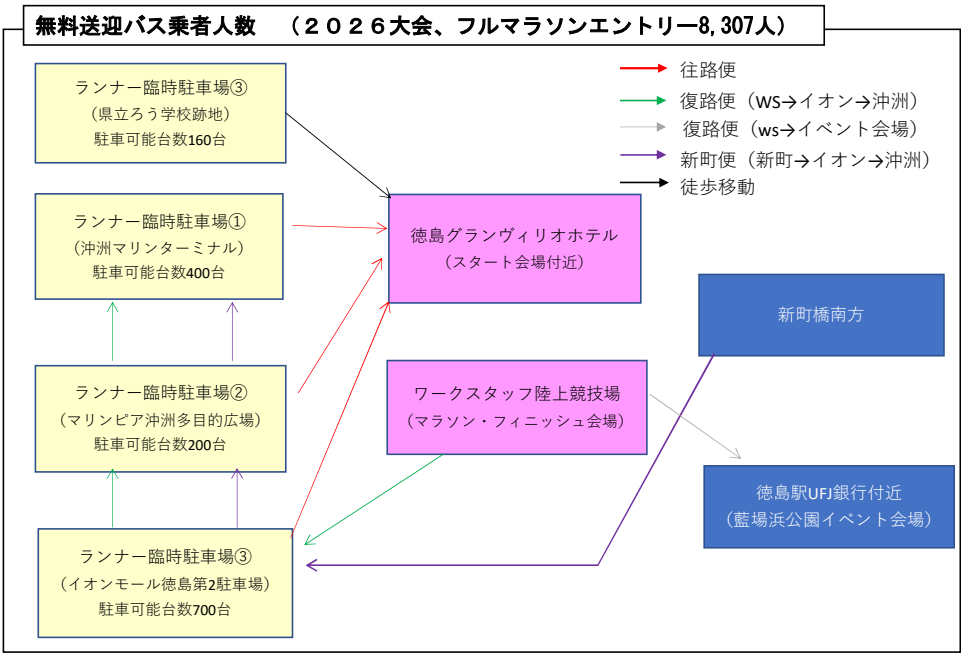 無料送迎バス乗者人数 （２０２６大会、フルマラソンエントリー8,307人）
往路便
復路便（WS→イオン→沖洲）
復路便（ws→イベント会場）
新町便（新町→イオン→沖洲）
徒歩移動
ランナー臨時駐車場③
（県立ろう学校跡地）
駐車可能台数160台
ランナー臨時駐車場①
（沖洲マリンターミナル）
駐車可能台数400台
徳島グランヴィリオホテル
（スタート会場付近）
新町橋南方
ランナー臨時駐車場②
（マリンピア沖洲多目的広場）
駐車可能台数200台
ワークスタッフ陸上競技場
（マラソン・フィニッシュ会場）
徳島駅UFJ銀行付近
（藍場浜公園イベント会場）
ランナー臨時駐車場③
（イオンモール徳島第2駐車場）
駐車可能台数700台